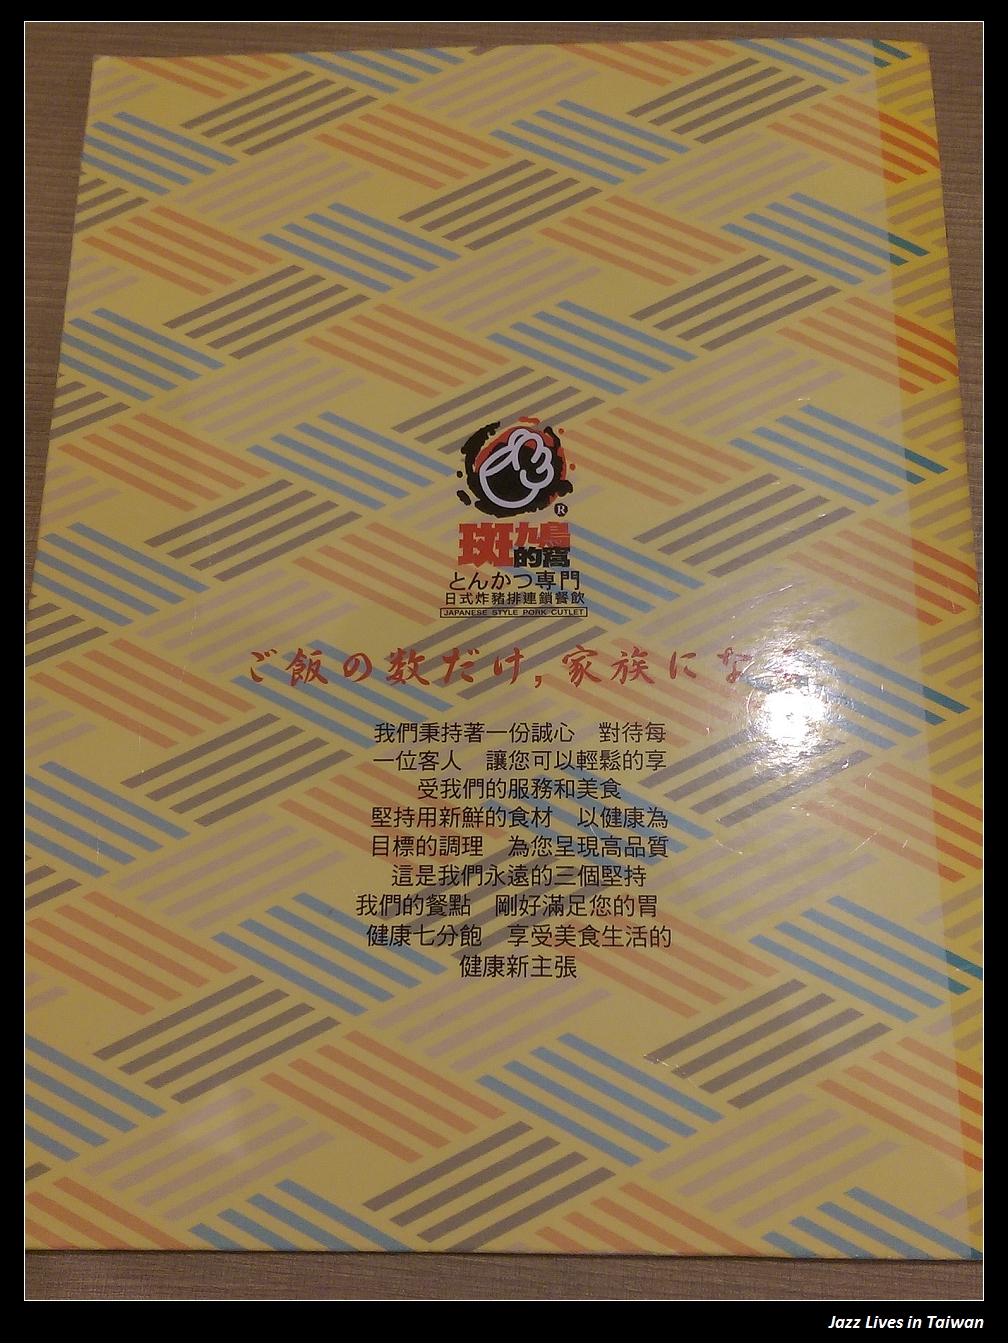 斑鳩
的窩
とんかつ専門
日式炸豬排連鎖餐飲
JAPANESE STYLE PORK CUTLET
ご飯の数だけ, 家族にな
我們秉持著一份誠心　對待每
一位客人　讓您可以輕鬆的享
受我們的服務和美食
堅持用新鮮的食材　以健康為
目標的調理　為您呈現高品質
這是我們永遠的三個堅持
我們的餐點　剛好滿足您的胃
健康七分飽　享受美食生活的
健康新主張
Jazz Lives in Taiwan